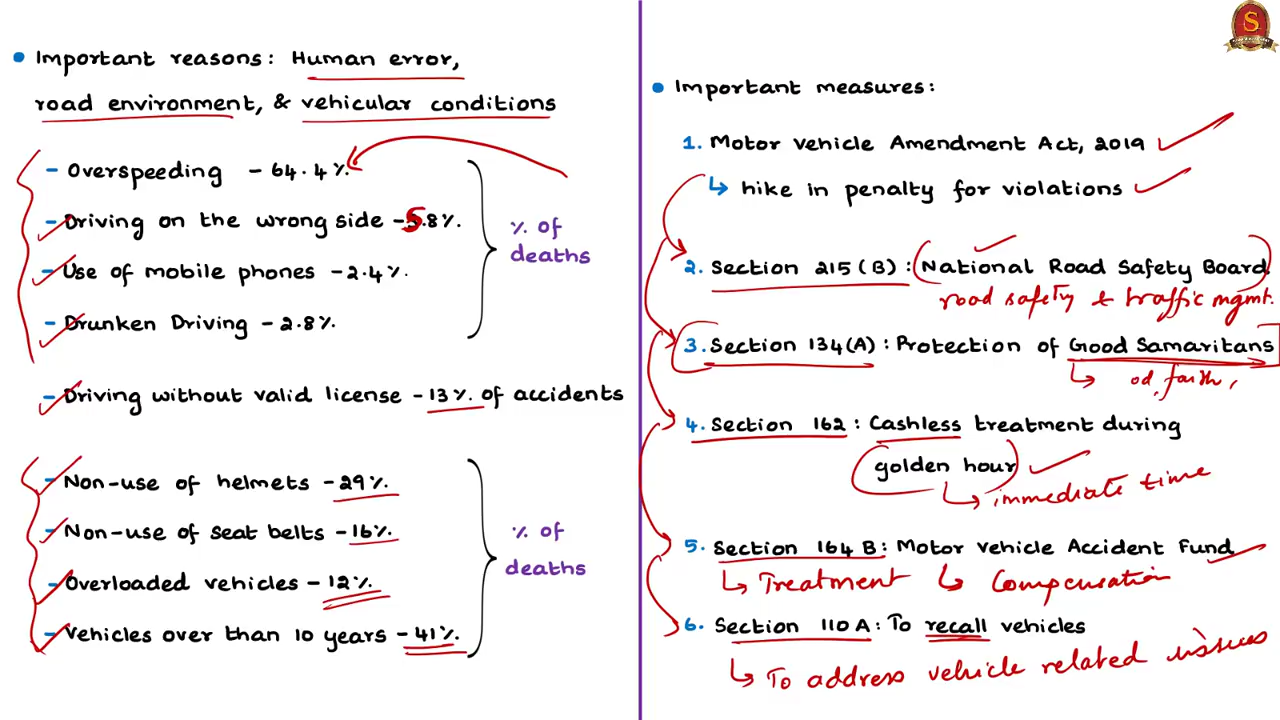 • Important reasons: Human error,
road environment, & vehicular conditions
- Overspeeding - 64.4%.
- Driving on the wrong side - 5.8%.
- Use of mobile phones - 2.4%.
- Drunken Driving - 2.8%.
% of
deaths
- Driving without valid license - 13% of accidents
- Non-use of helmets - 29%.
- Non-use of seat belts - 16%.
- Overloaded vehicles - 12%.
- Vehicles over than 10 years - 41%.
% of
deaths
S
• Important measures:
1. Motor vehicle Amendment Act, 2019
↳ hike in penalty for violations
2. Section 215 (B) : National Road Safety Board
road safety & traffic mgmt.
3. Section 134(A) : Protection of Good Samaritans
↳ faith,
4. Section 162 : Cashless treatment during
golden hour
↳ immediate time
5. Section 164 B : Motor vehicle Accident Fund
↳ Treatment ↳ Compensation
6. Section 110 A : To recall vehicles
↳ To address vehicle related issues